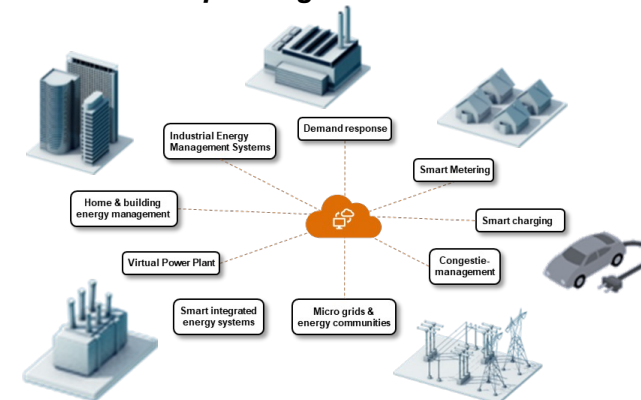 Demand response
Industrial Energy
Management Systems
Smart Metering
Home & building
energy management
Smart charging
Virtual Power Plant
Congestie-
management
Smart integrated
energy systems
Micro grids &
energy communities